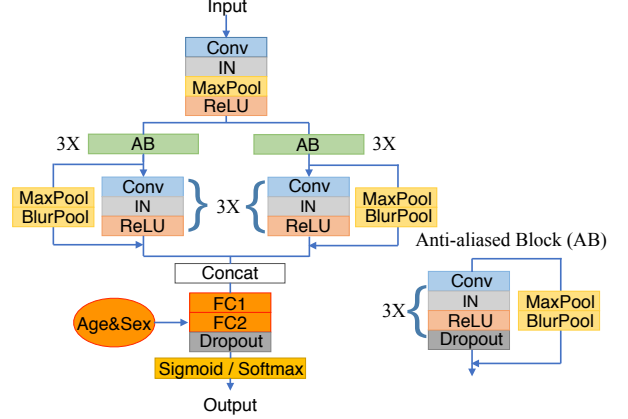 Input
Conv
IN
MaxPool
ReLU
3X
AB
AB
3X
MaxPool
BlurPool
Conv
IN
ReLU
3X
Conv
IN
ReLU
MaxPool
BlurPool
Concat
Age&Sex
FC1
FC2
Dropout
Sigmoid / Softmax
Output
Anti-aliased Block (AB)
3X
Conv
IN
ReLU
Dropout
MaxPool
BlurPool